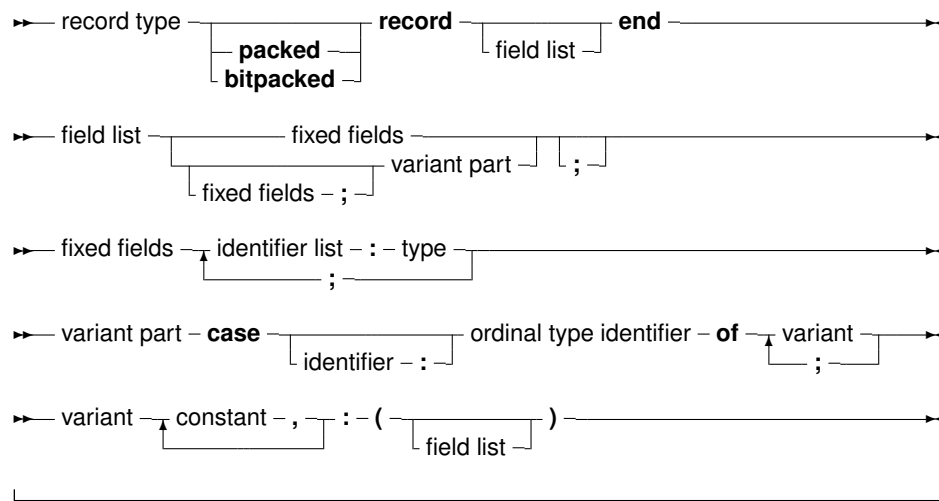 record type record end
packed field list
bitpacked
field list fixed fields
variant part ;
fixed fields ;
fixed fields identifier list : type
;
variant part case ordinal type identifier of variant
identifier : ;
variant constant , : ( )
field list